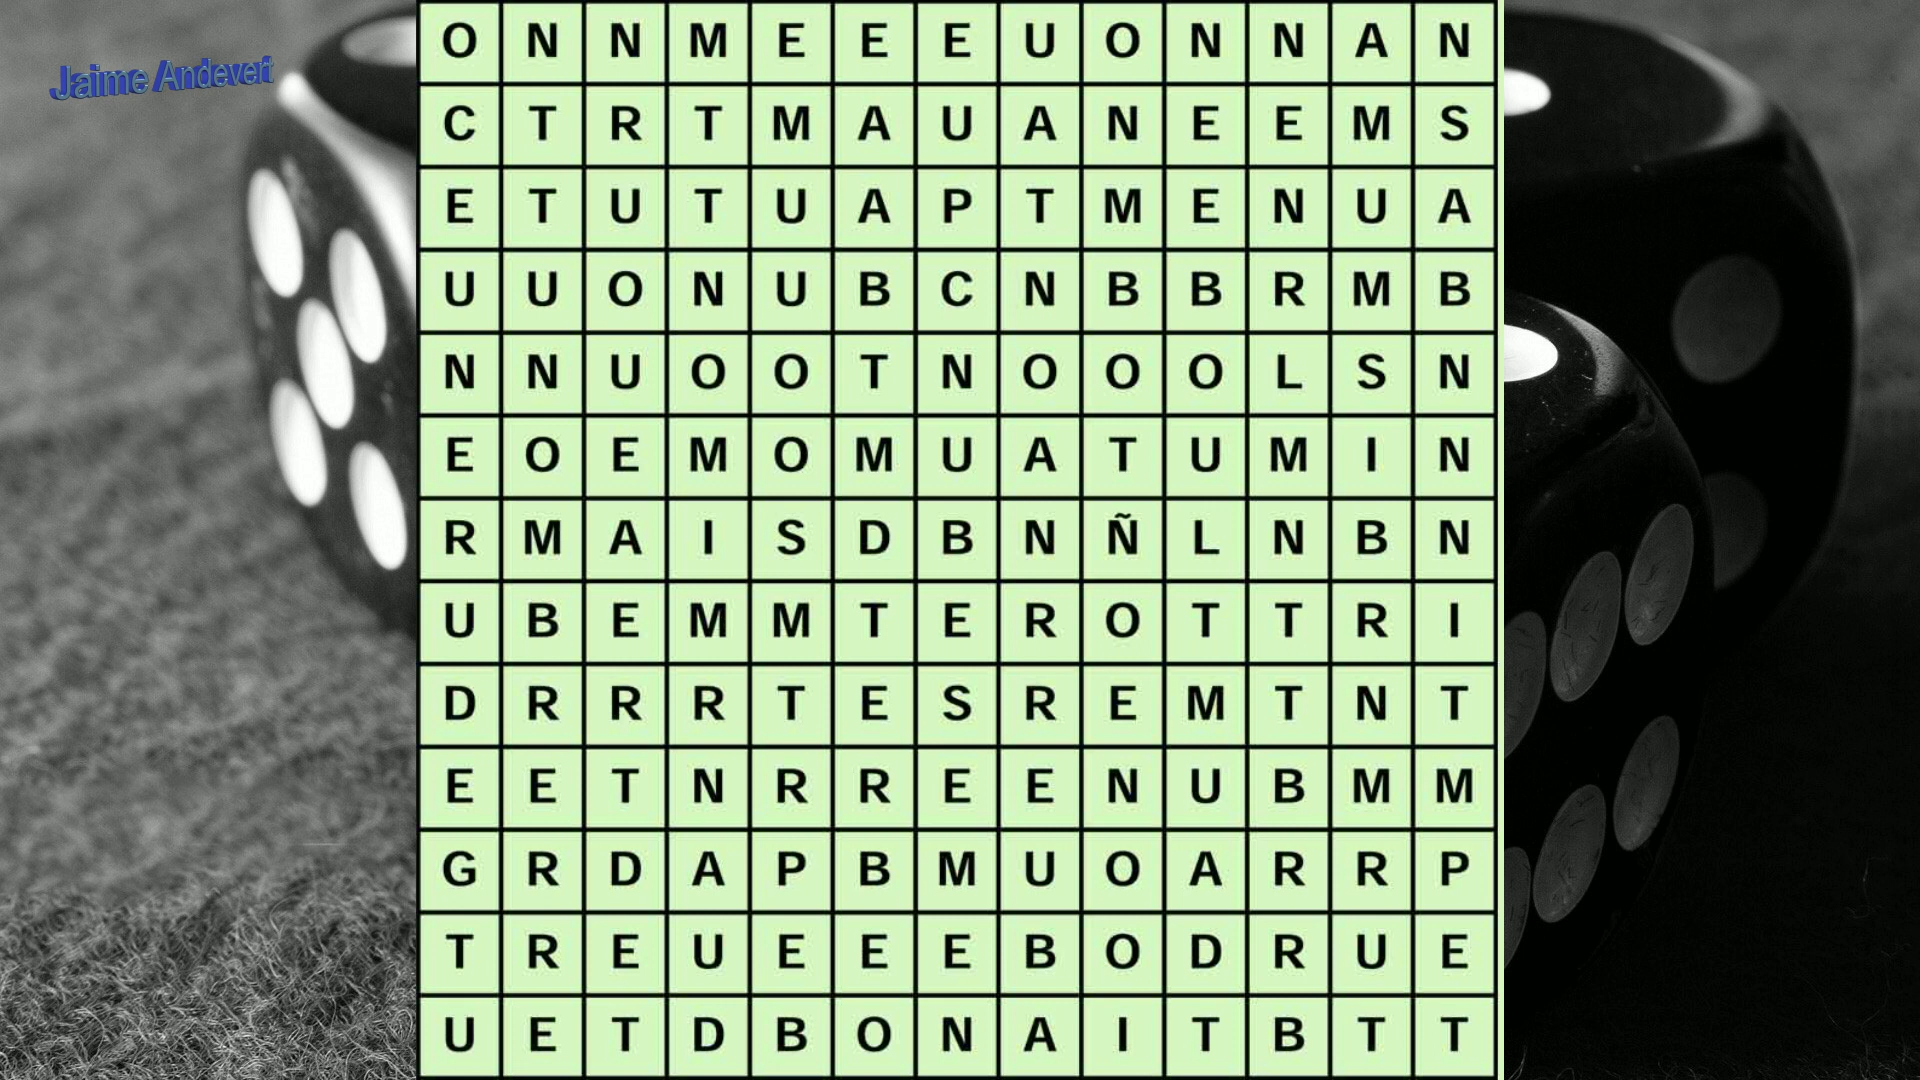 Jaime Andevert
O N N M E E E U O N N A N
C T R T M A U A N E E M S
E T U T U A P T M E N U A
U U O N U B C N B B R M B
N N U O O T N O O O L S N
E O E M O M U A T U M I N
R M A I S D B N Ñ L N B N
U B E M M T E R O T T R I
D R R R T E S R E M T N T
E E T N R R E E N U B M M
G R D A P B M U O A R R P
T R E U E E E B O D R U E
U E T D B O N A I T B T T